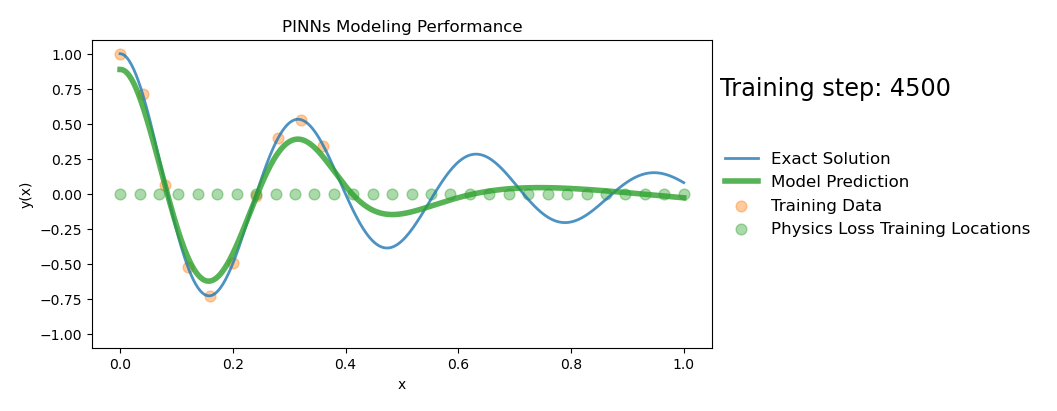 PINNs Modeling Performance
Training step: 4500
Exact Solution
Model Prediction
Training Data
Physics Loss Training Locations
y(x)
1.00
0.75
0.50
0.25
0.00
−0.25
−0.50
−0.75
−1.00
0.0 0.2 0.4 0.6 0.8 1.0
x